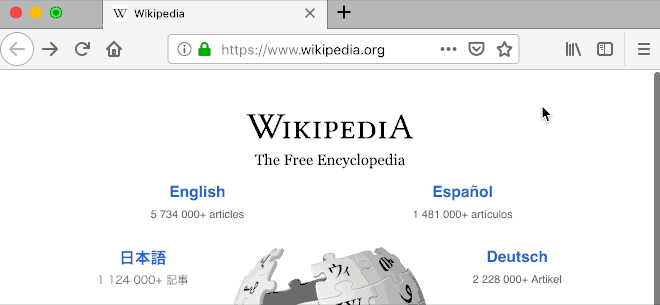 Wikipedia
https://www.wikipedia.org
WIKIPEDIA
The Free Encyclopedia
English
5 734 000+ articles
Español
1 481 000+ artículos
日本語
1 124 000+ 記事
Deutsch
2 228 000+ Artikel
ウィ
W